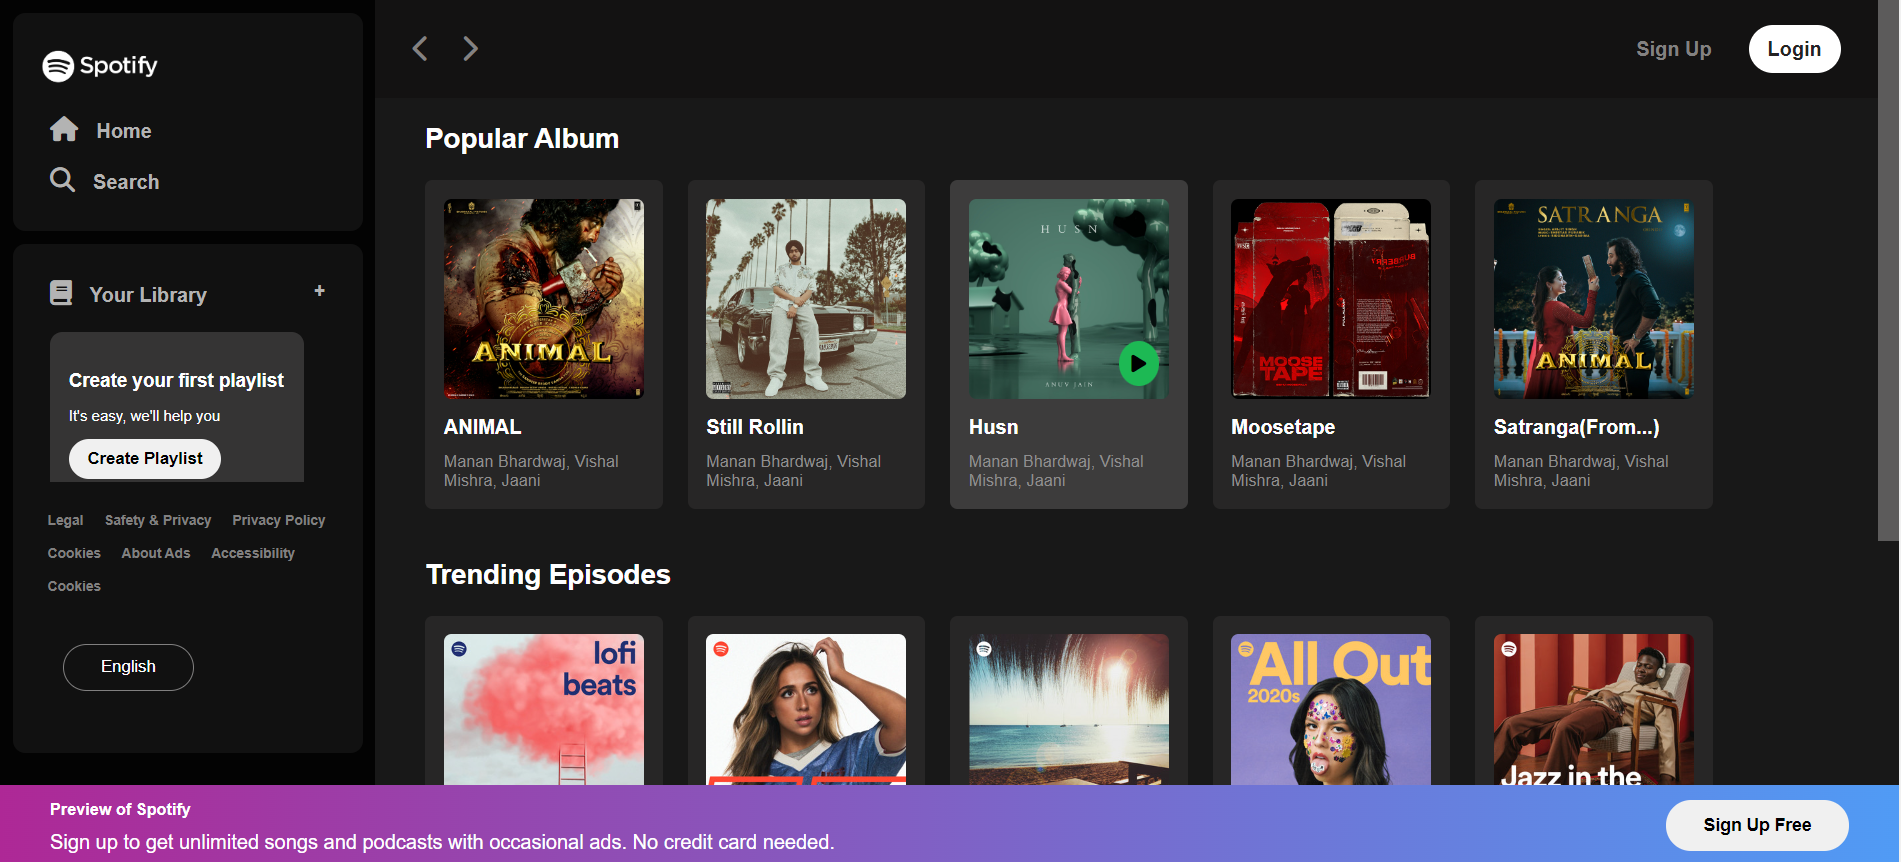 Spotify
Home
Search
Your Library
+
Create your first playlist
It's easy, we'll help you
Create Playlist
Legal Safety & Privacy Privacy Policy
Cookies About Ads Accessibility
Cookies
English
Sign Up
Login
Popular Album
ANIMAL
ANIMAL
Manan Bhardwaj, Vishal
Mishra, Jaani
Still Rollin
Manan Bhardwaj, Vishal
Mishra, Jaani
HUSN
ANUV JAIN
Husn
Manan Bhardwaj, Vishal
Mishra, Jaani
MOOSE
TAPE
Moosetape
Manan Bhardwaj, Vishal
Mishra, Jaani
SATRANGA
ANIMAL
Satranga(From...)
Manan Bhardwaj, Vishal
Mishra, Jaani
Trending Episodes
lofi
beats
All Out
2020s
Jazz in the
Preview of Spotify
Sign up to get unlimited songs and podcasts with occasional ads. No credit card needed.
Sign Up Free